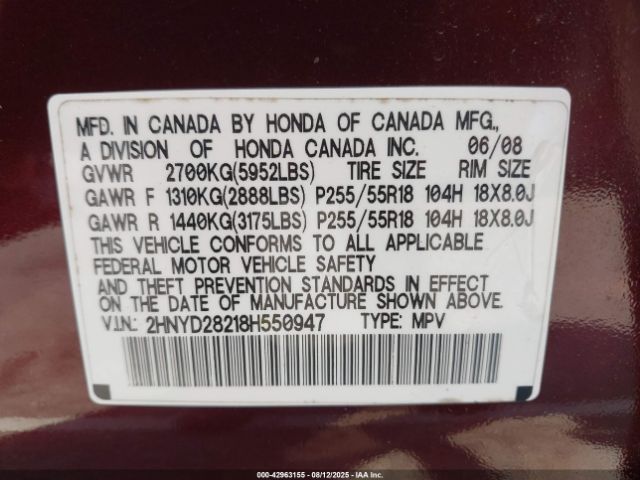 MFD. IN CANADA BY HONDA OF CANADA MFG.,
A DIVISION OF HONDA CANADA INC. 06/08
GVWR 2700KG(5952LBS) TIRE SIZE RIM SIZE
GAWR F 1310KG(2888LBS) P255/55R18 104H 18X8.0J
GAWR R 1440KG(3175LBS) P255/55R18 104H 18X8.0J
THIS VEHICLE CONFORMS TO ALL APPLICABLE
FEDERAL MOTOR VEHICLE SAFETY
AND THEFT PREVENTION STANDARDS IN EFFECT
ON THE DATE OF MANUFACTURE SHOWN ABOVE.
V.I.N.: 2HNYD28218H550947 TYPE: MPV
000-42963155 - 08/12/2025 - IAA Inc.